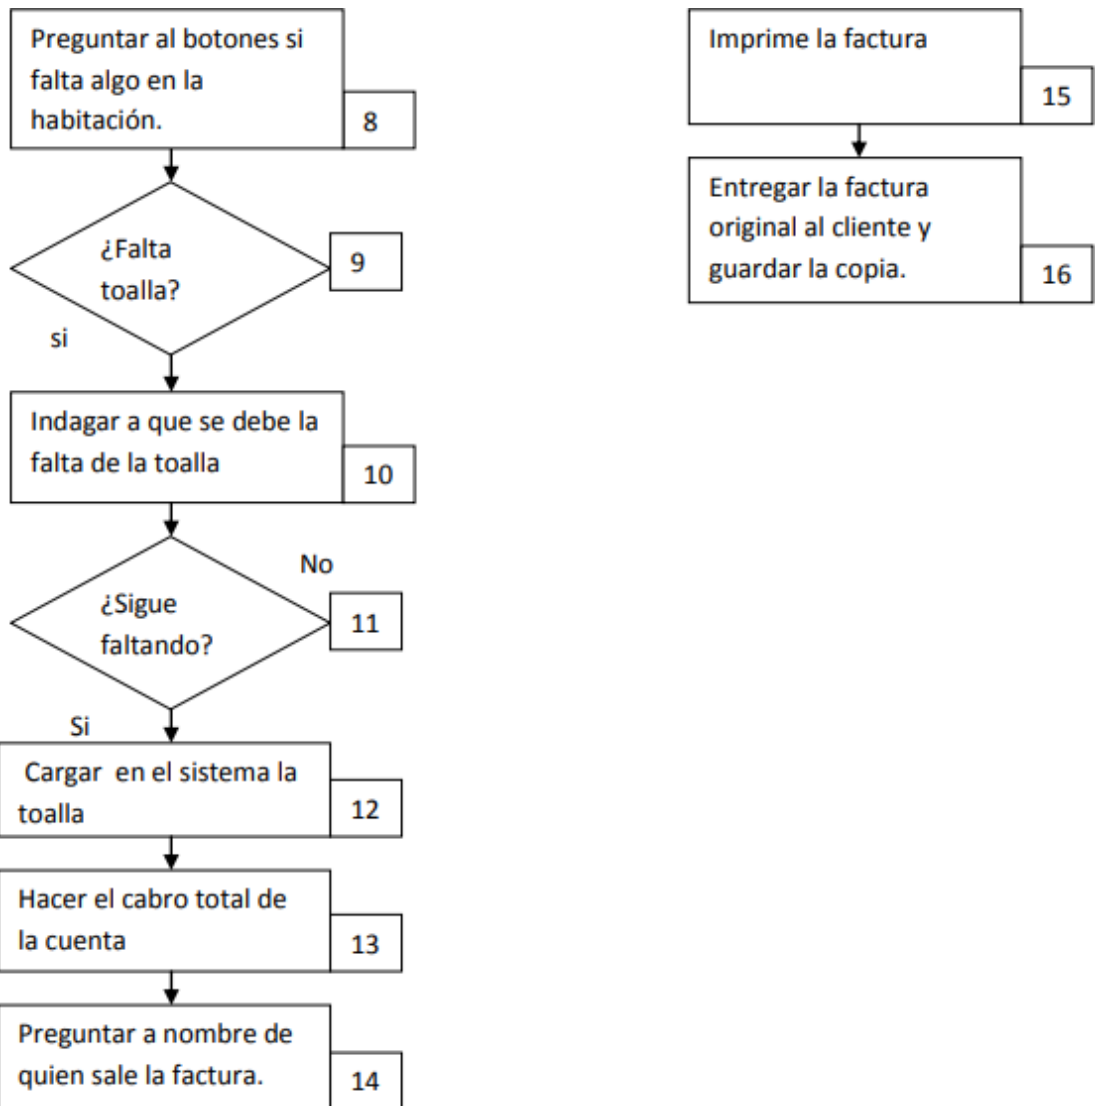 Preguntar al botones si
falta algo en la
habitación.
8
¿Falta
toalla?
9
si
Indagar a que se debe la
falta de la toalla
10
No
¿Sigue
faltando?
11
Si
Cargar en el sistema la
toalla
12
Hacer el cabro total de
la cuenta
13
Preguntar a nombre de
quien sale la factura.
14
Imprime la factura
15
Entregar la factura
original al cliente y
guardar la copia.
16